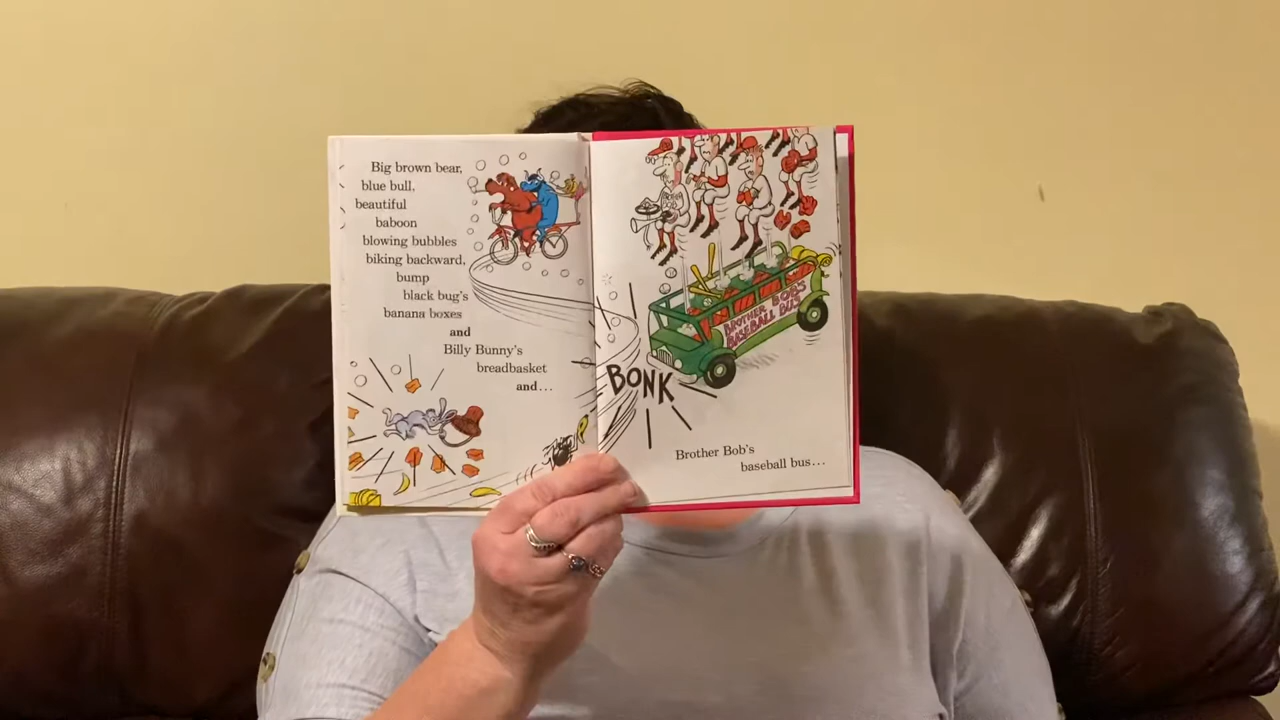 Big brown bear,
blue bull,
beautiful
baboon
blowing bubbles
biking backward,
bump
black bug's
banana boxes
and
Billy Bunny's
breadbasket
and...
BROTHER BOB'S
BASEBALL BUS
BONK
Brother Bob's
baseball bus...